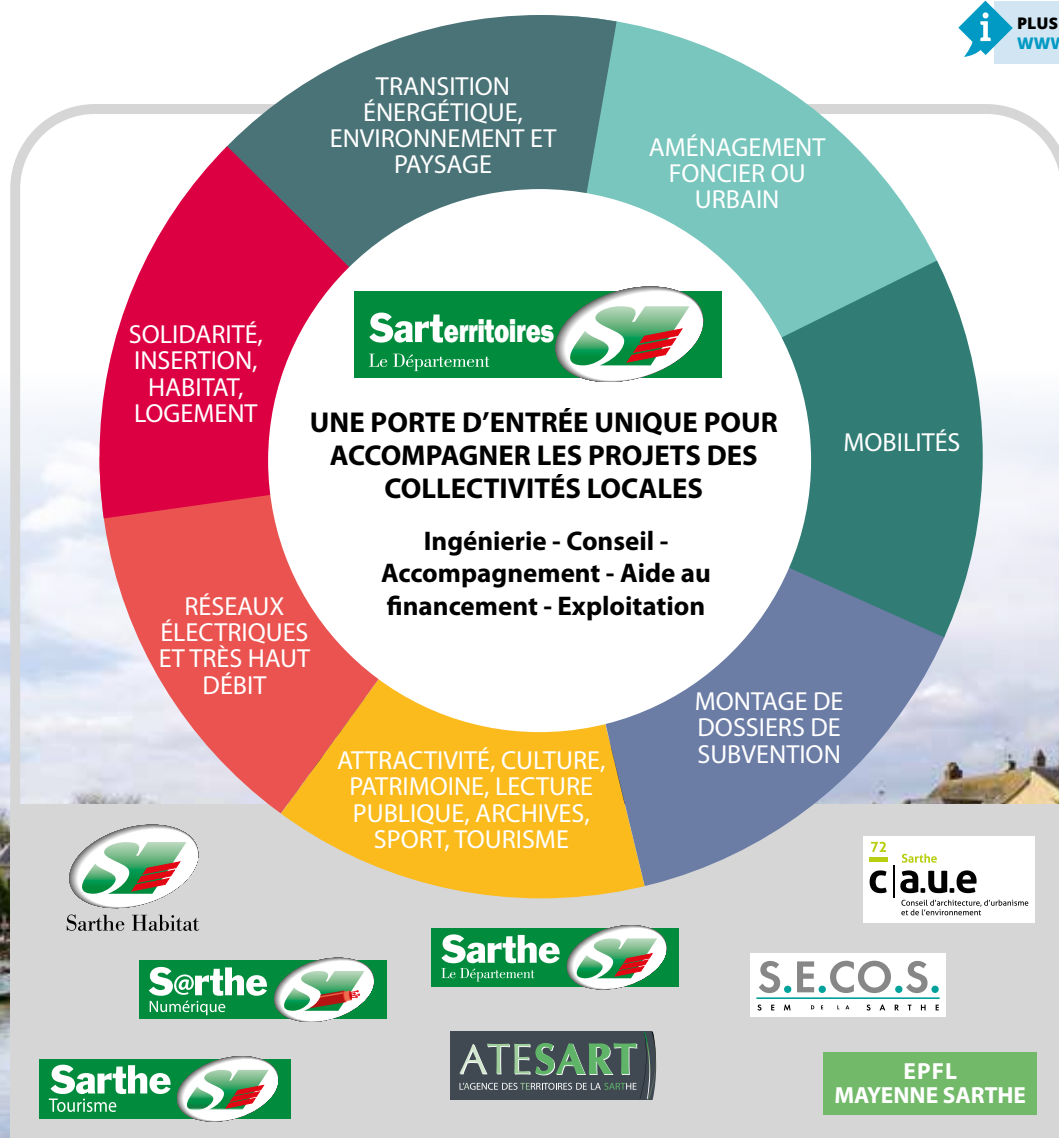 PLUS
WWW
TRANSITION
ÉNERGÉTIQUE,
ENVIRONNEMENT ET
PAYSAGE
AMÉNAGEMENT
FONCIER OU
URBAIN
SOLIDARITÉ,
INSERTION,
HABITAT,
LOGEMENT
MOBILITÉS
Sarterritoires
Le Département
UNE PORTE D’ENTRÉE UNIQUE POUR
ACCOMPAGNER LES PROJETS DES
COLLECTIVITÉS LOCALES
Ingénierie - Conseil -
Accompagnement - Aide au
financement - Exploitation
RÉSEAUX
ÉLECTRIQUES
ET TRÈS HAUT
DÉBIT
MONTAGE DE
DOSSIERS DE
SUBVENTION
ATTRACTIVITÉ, CULTURE,
PATRIMOINE, LECTURE
PUBLIQUE, ARCHIVES,
SPORT, TOURISME
Sarthe Habitat
72
Sarthe
c|a.u.e
Conseil d'architecture, d'urbanisme
et de l'environnement
Sarthe
Le Département
S@rthe
Numérique
S.E.CO.S.
SEM DE LA SARTHE
Sarthe
Tourisme
ATESART
L'AGENCE DES TERRITOIRES DE LA SARTHE
EPFL
MAYENNE SARTHE